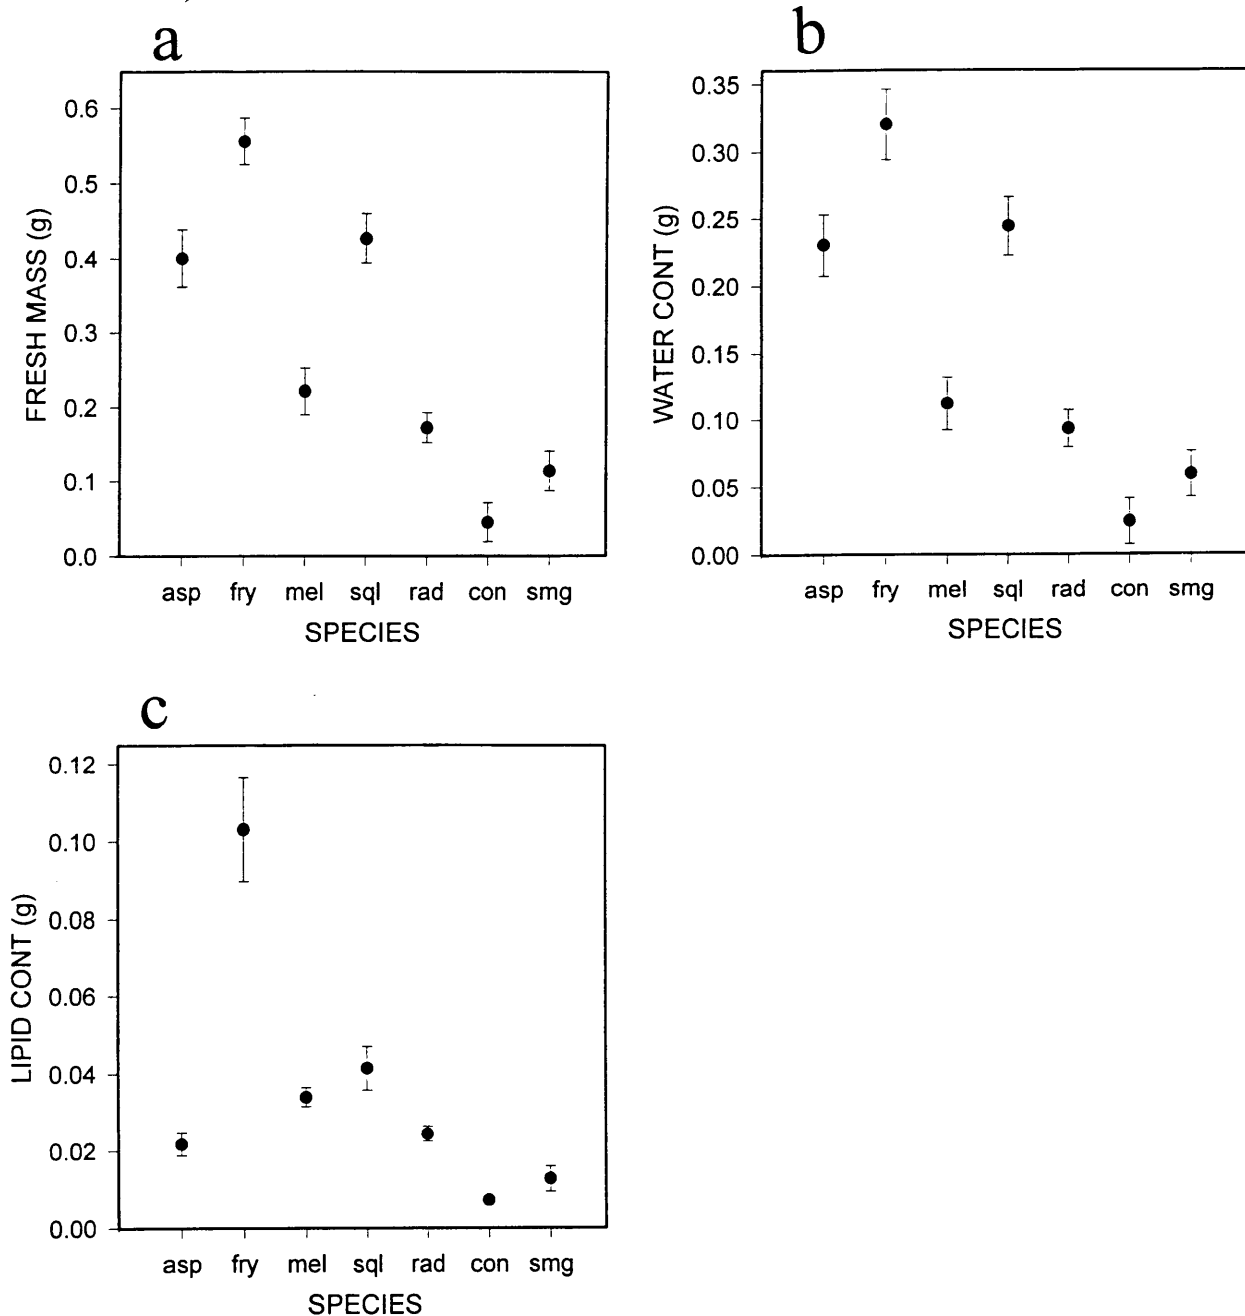 a
FRESH MASS (g)
0.6
0.5
0.4
0.3
0.2
0.1
0.0
asp fry mel sql rad con smg
SPECIES
b
WATER CONT (g)
0.35
0.30
0.25
0.20
0.15
0.10
0.05
0.00
asp fry mel sql rad con smg
SPECIES
c
LIPID CONT (g)
0.12
0.10
0.08
0.06
0.04
0.02
0.00
asp fry mel sql rad con smg
SPECIES